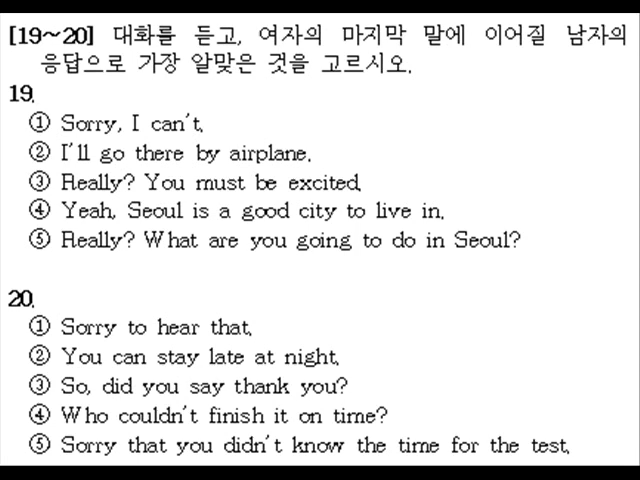 [19~20] 대화를 듣고, 여자의 마지막 말에 이어질 남자의
응답으로 가장 알맞은 것을 고르시오.
19.
① Sorry, I can't.
② I'll go there by airplane.
③ Really? You must be excited.
④ Yeah, Seoul is a good city to live in.
⑤ Really? What are you going to do in Seoul?
20.
① Sorry to hear that.
② You can stay late at night.
③ So, did you say thank you?
④ Who couldn't finish it on time?
⑤ Sorry that you didn't know the time for the test.